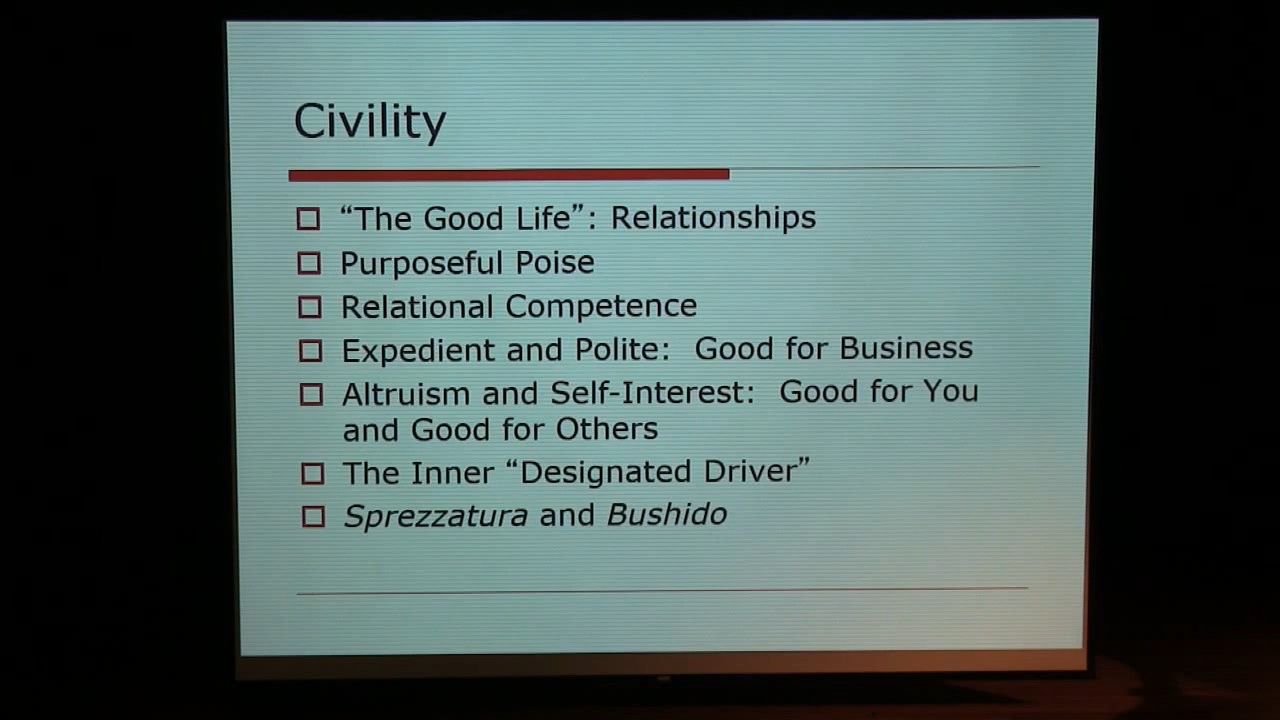 Civility
“The Good Life”: Relationships
Purposeful Poise
Relational Competence
Expedient and Polite:  Good for Business
Altruism and Self-Interest:  Good for You
and Good for Others
The Inner “Designated Driver”
Sprezzatura and Bushido